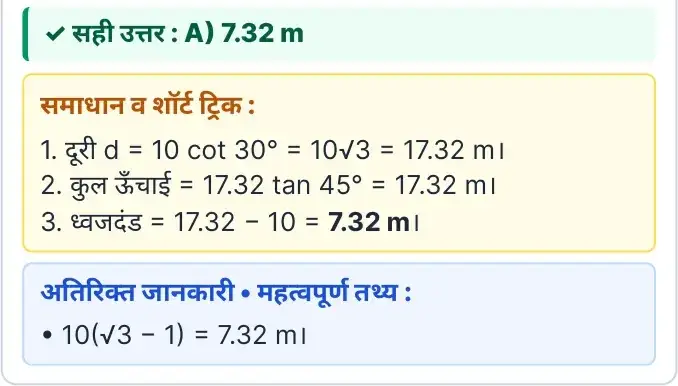 ✓ सही उत्तर : A) 7.32 m
समाधान व शॉर्ट ट्रिक :
1. दूरी d = 10 cot 30° = 10√3 = 17.32 m।
2. कुल ऊँचाई = 17.32 tan 45° = 17.32 m।
3. ध्वजदंड = 17.32 − 10 = 7.32 m।
अतिरिक्त जानकारी • महत्वपूर्ण तथ्य :
• 10(√3 − 1) = 7.32 m।